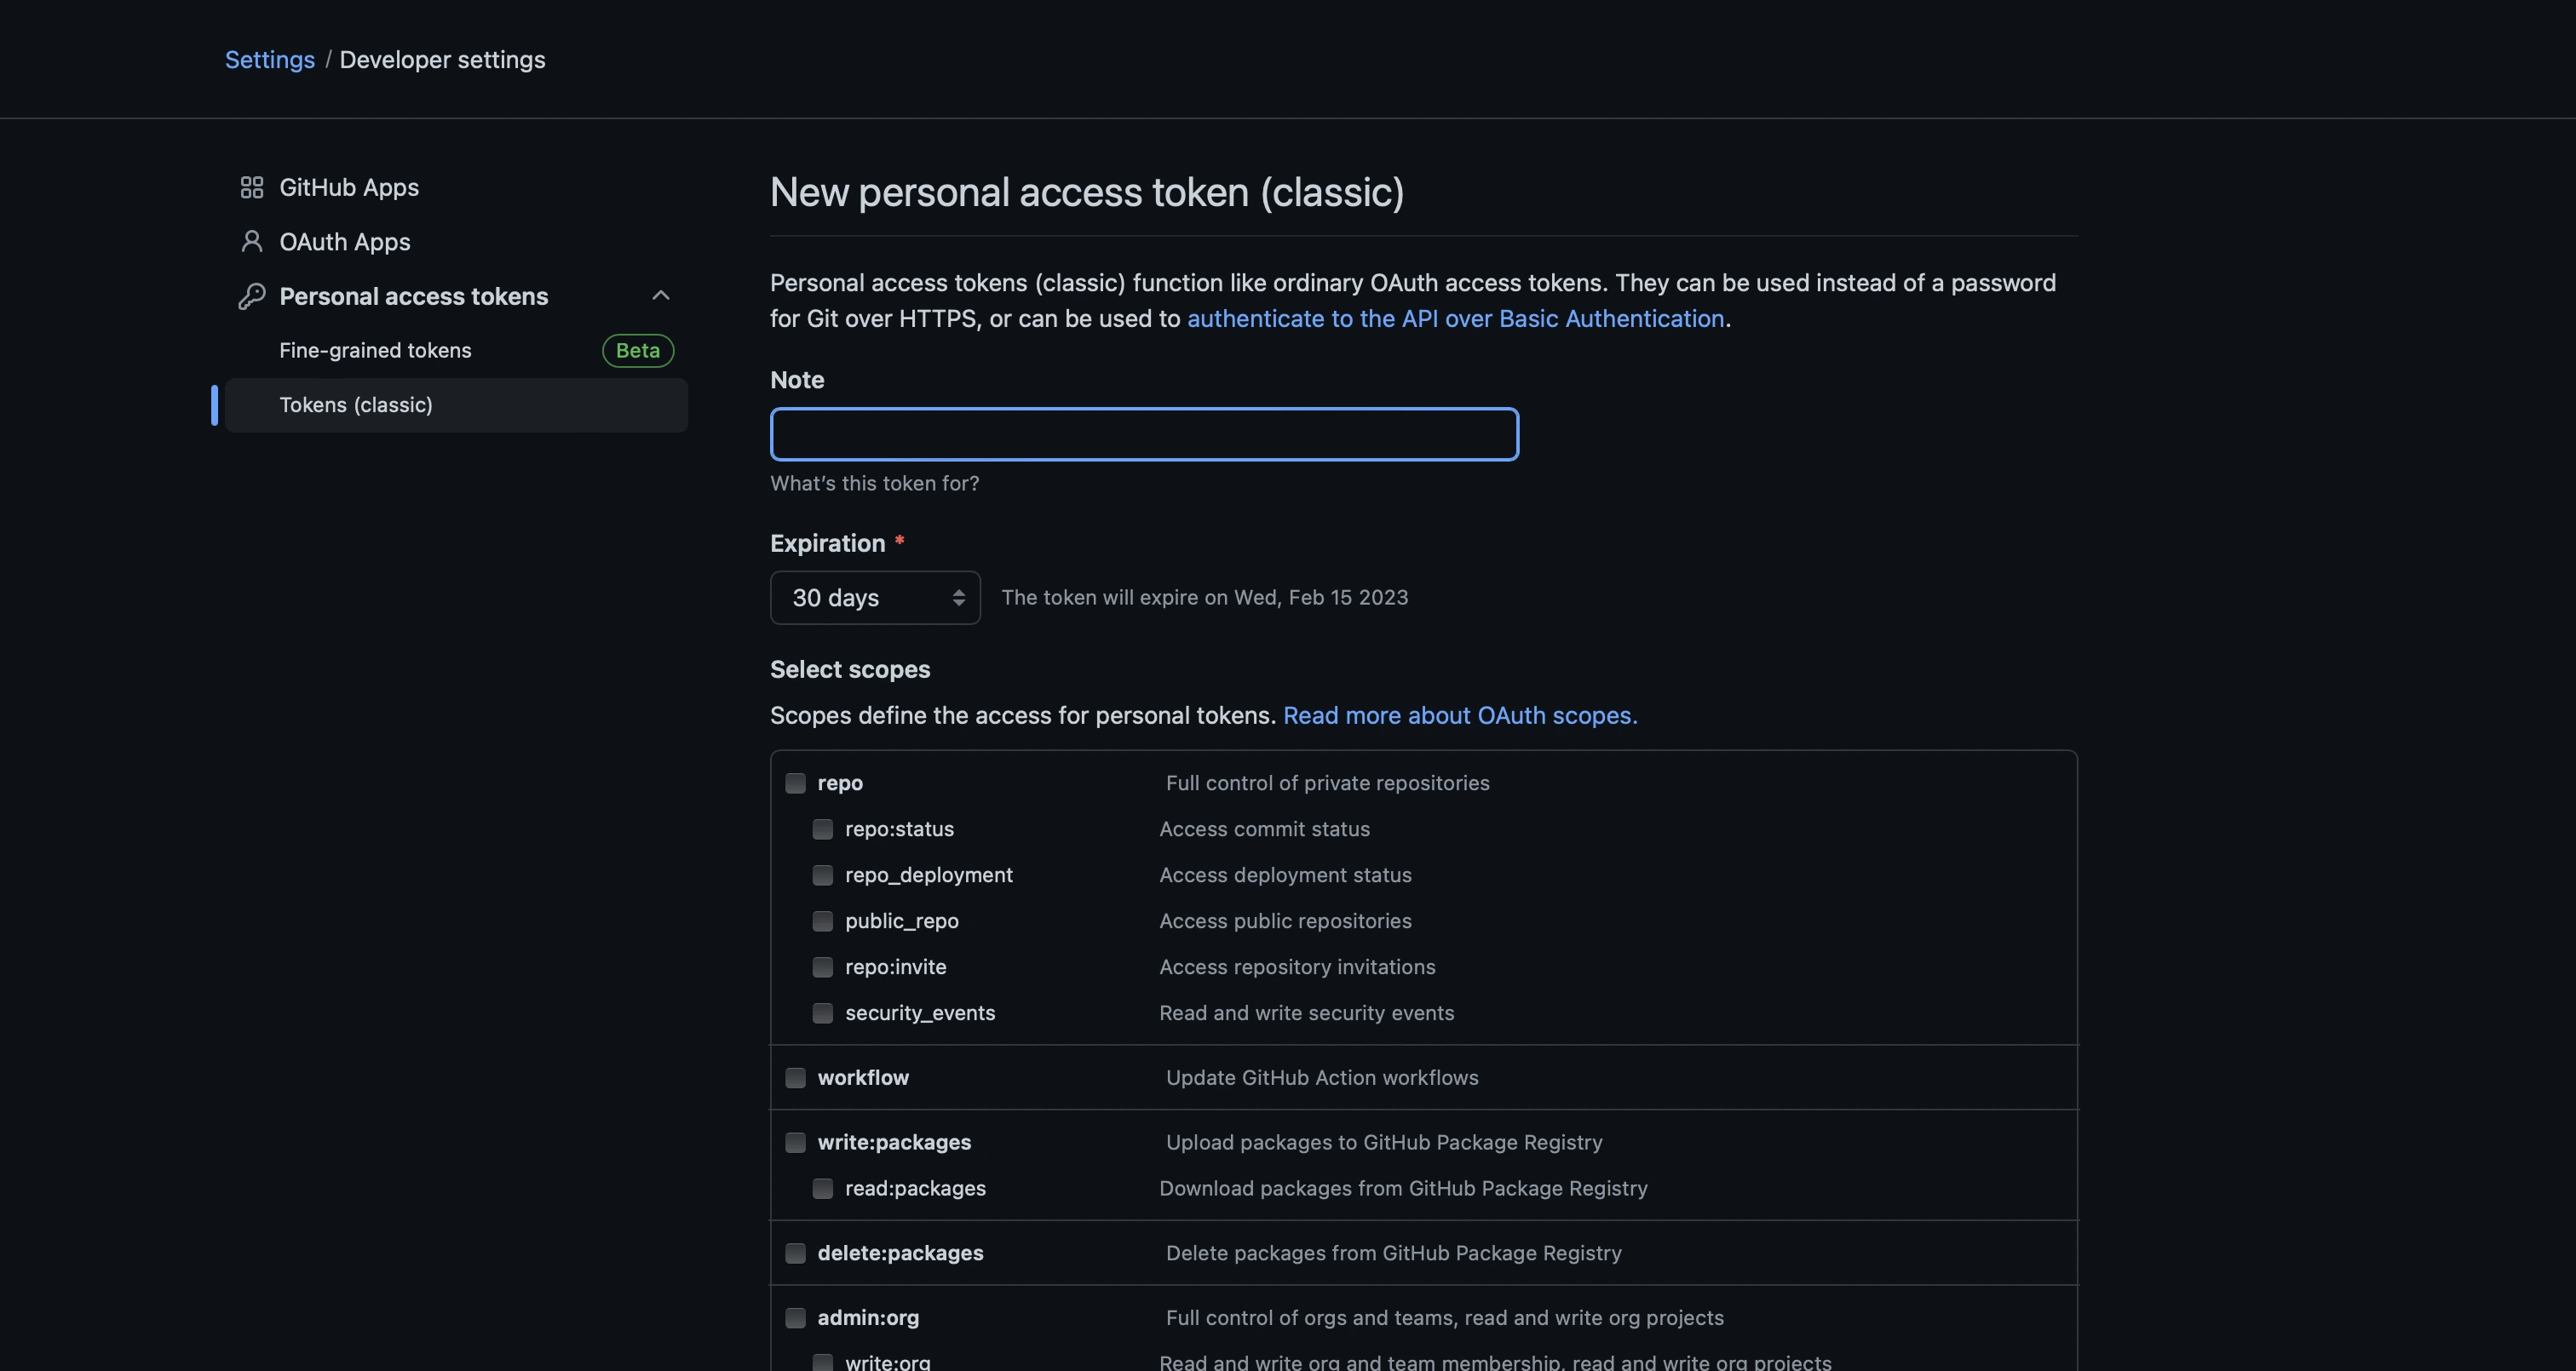 Settings / Developer settings
GitHub Apps
OAuth Apps
Personal access tokens
Fine-grained tokens Beta
Tokens (classic)
New personal access token (classic)
Personal access tokens (classic) function like ordinary OAuth access tokens. They can be used instead of a password
for Git over HTTPS, or can be used to authenticate to the API over Basic Authentication.
Note
What's this token for?
Expiration *
30 days The token will expire on Wed, Feb 15 2023
Select scopes
Scopes define the access for personal tokens. Read more about OAuth scopes.
repo Full control of private repositories
repo:status Access commit status
repo_deployment Access deployment status
public_repo Access public repositories
repo:invite Access repository invitations
security_events Read and write security events
workflow Update GitHub Action workflows
write:packages Upload packages to GitHub Package Registry
read:packages Download packages from GitHub Package Registry
delete:packages Delete packages from GitHub Package Registry
admin:org Full control of orgs and teams, read and write org projects
write:org Read and write org and team membership, read and write org projects